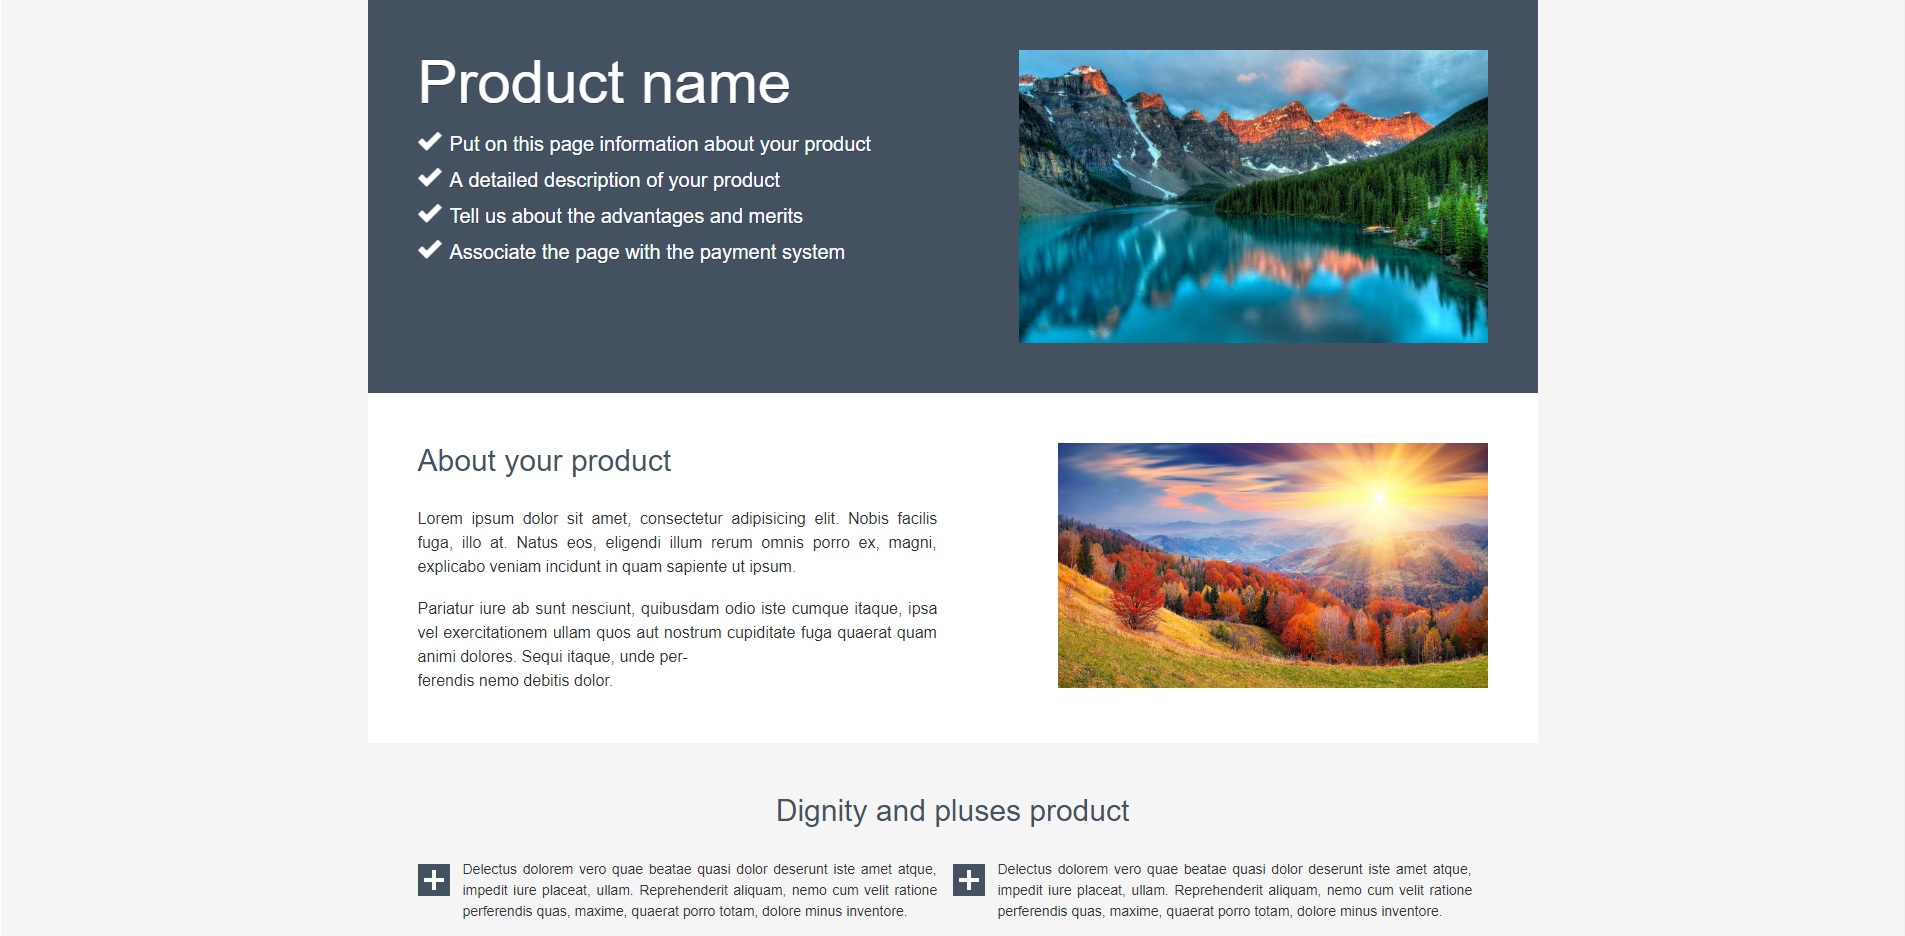 Product name
Put on this page information about your product
A detailed description of your product
Tell us about the advantages and merits
Associate the page with the payment system
About your product
Lorem ipsum dolor sit amet, consectetur adipisicing elit. Nobis facilis
fuga, illo at. Natus eos, eligendi illum rerum omnis porro ex, magni,
explicabo veniam incidunt in quam sapiente ut ipsum.
Pariatur iure ab sunt nesciunt, quibusdam odio iste cumque itaque, ipsa
vel exercitationem ullam quos aut nostrum cupiditate fuga quaerat quam
animi dolores. Sequi itaque, unde per-
ferendis nemo debitis dolor.
Dignity and pluses product
Delectus dolorem vero quae beatae quasi dolor deserunt iste amet atque,
impedit iure placeat, ullam. Reprehenderit aliquam, nemo cum velit ratione
perferendis quas, maxime, quaerat porro totam, dolore minus inventore.
Delectus dolorem vero quae beatae quasi dolor deserunt iste amet atque,
impedit iure placeat, ullam. Reprehenderit aliquam, nemo cum velit ratione
perferendis quas, maxime, quaerat porro totam, dolore minus inventore.